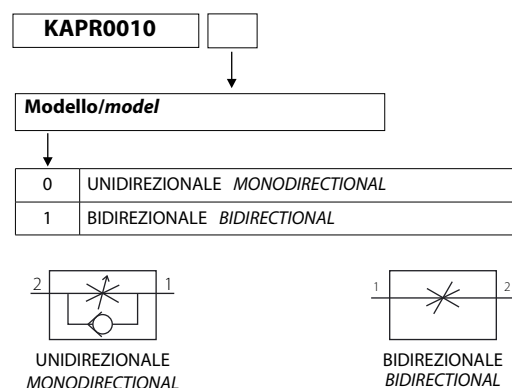 KAPR0010
Modello/model
0 UNIDIREZIONALE MONODIRECTIONAL
1 BIDIREZIONALE BIDIRECTIONAL
2 1
1 2
UNIDIREZIONALE
MONODIRECTIONAL
BIDIREZIONALE
BIDIRECTIONAL